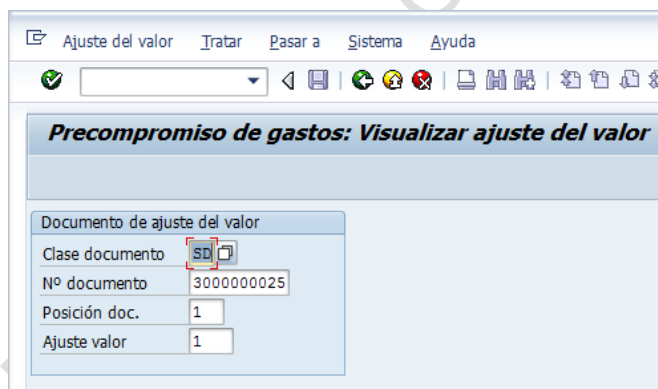 Ajuste del valor Tratar Pasar a Sistema Ayuda
Precompromiso de gastos: Visualizar ajuste del valor
Documento de ajuste del valor
Clase documento SD
Nº documento 3000000025
Posición doc. 1
Ajuste valor 1